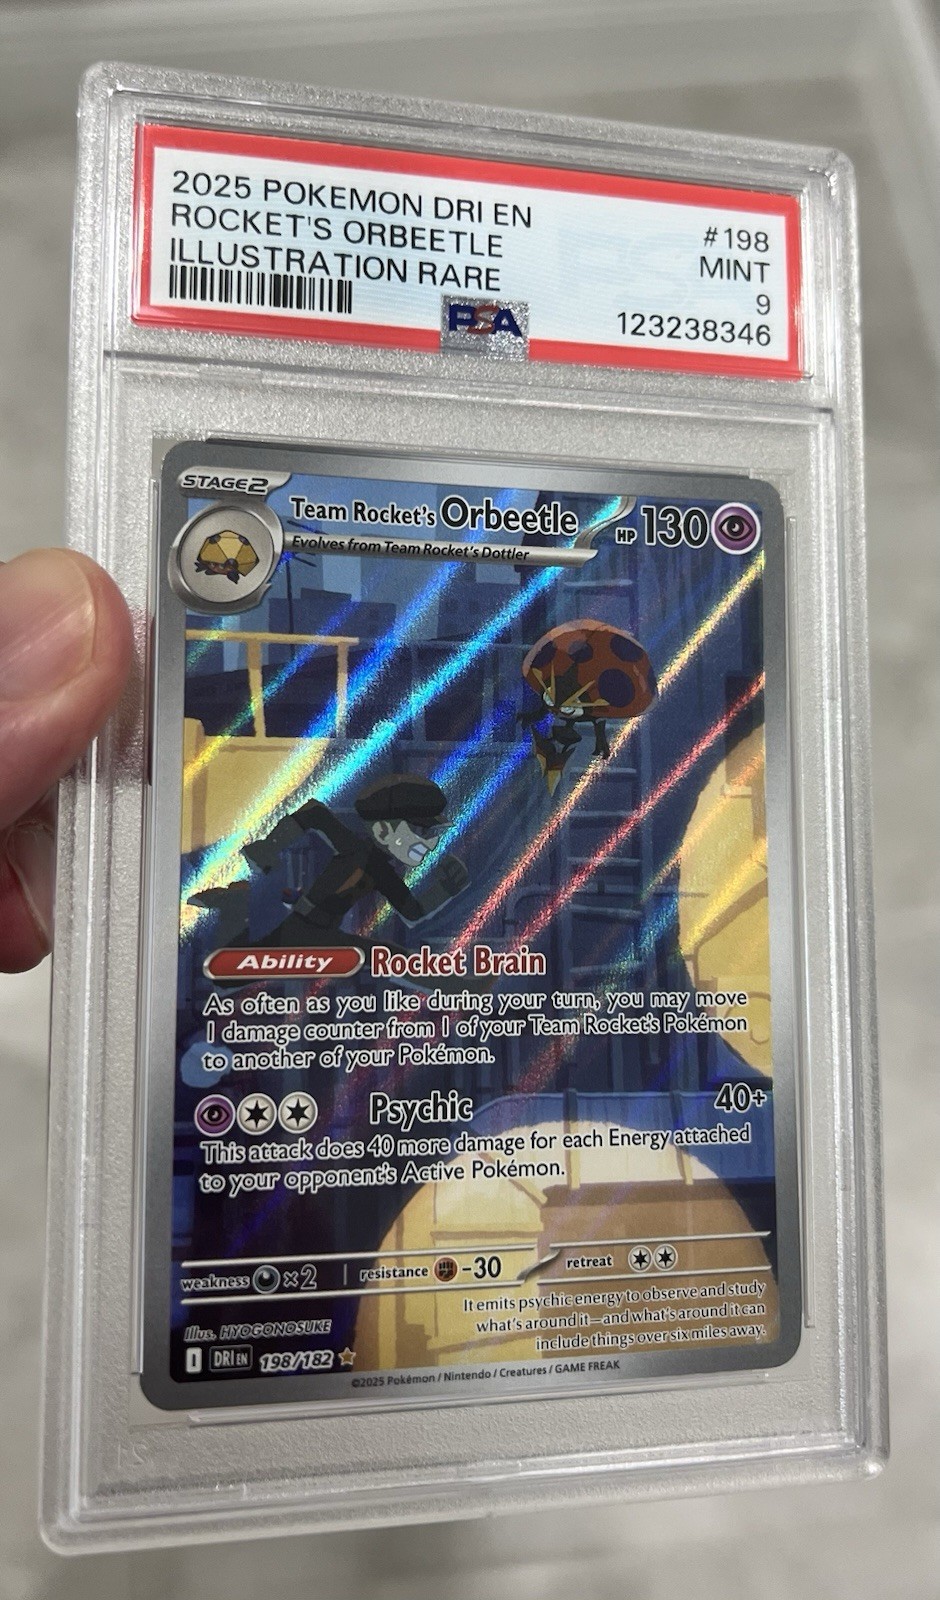 2025 POKEMON DRI EN
ROCKET'S ORBEETLE
ILLUSTRATION RARE
#198
MINT
9
123238346
PSA
STAGE2
Team Rocket's Orbeetle
HP 130
Evolves from Team Rocket's Dottler
Ability Rocket Brain
As often as you like during your turn, you may move
1 damage counter from 1 of your Team Rocket's Pokémon
to another of your Pokémon.
Psychic 40+
This attack does 40 more damage for each Energy attached
to your opponent's Active Pokémon.
weakness ×2 resistance -30 retreat
It emits psychic energy to observe and study
what's around it—and what's around it can
include things over six miles away.
Illus. HYOGONOSUKE
I DRI EN 198/182
©2025 Pokémon / Nintendo / Creatures / GAME FREAK